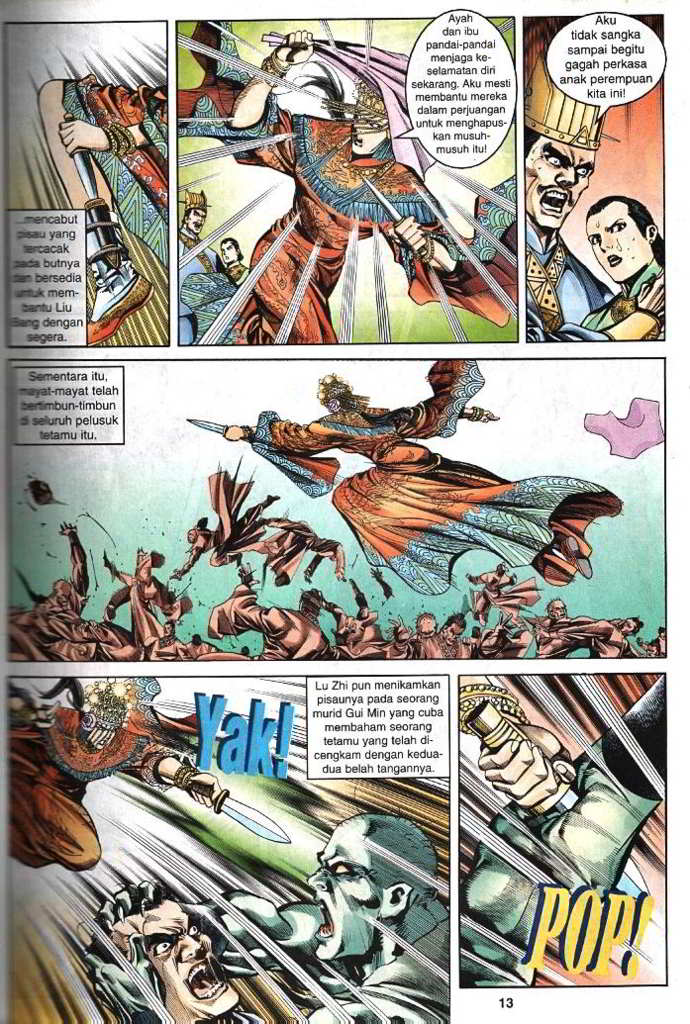 ...mencabut
pisau yang
tercacak
pada butnya
dan bersedia
untuk mem-
bantu Liu
Bang dengan
segera.
Ayah
dan ibu
pandai-pandai
menjaga ke-
selamatan diri
sekarang. Aku mesti
membantu mereka
dalam perjuangan
untuk menghapus-
kan musuh-
musuh itu!
Aku
tidak sangka
sampai begitu
gagah perkasa
anak perempuan
kita ini!
Sementara itu,
mayat-mayat telah
bertimbun-timbun
di seluruh pelusuk
tetamu itu.
Yak!
Lu Zhi pun menikamkan
pisaunya pada seorang
murid Gui Min yang cuba
membaham seorang
tetamu yang telah di-
cengkam dengan kedua-
dua belah tangannya.
POP!
13